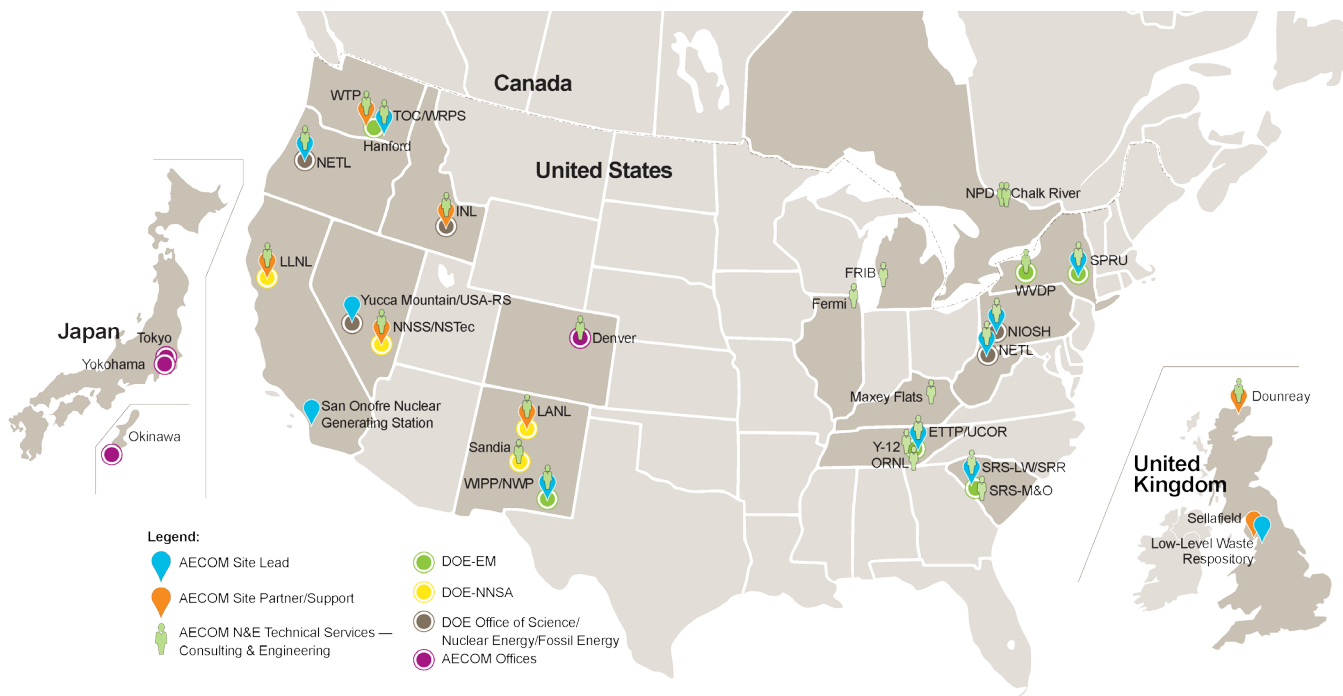 Canada
United States
WTP
TOC/WRPS
Hanford
NETL
INL
LLNL
Yucca Mountain/USA-RS
NNSS/NSTec
Denver
San Onofre Nuclear
Generating Station
LANL
Sandia
WIPP/NWP
NPD
Chalk River
FRIB
Fermi
WVDP
SPRU
NIOSH
NETL
Maxey Flats
ETTP/UCOR
Y-12
ORNL
SRS-LW/SRR
SRS-M&O
Japan
Tokyo
Yokohama
Okinawa
Dounreay
United
Kingdom
Sellafield
Low-Level Waste
Respository
Legend:
AECOM Site Lead
AECOM Site Partner/Support
AECOM N&E Technical Services —
Consulting & Engineering
DOE-EM
DOE-NNSA
DOE Office of Science/
Nuclear Energy/Fossil Energy
AECOM Offices